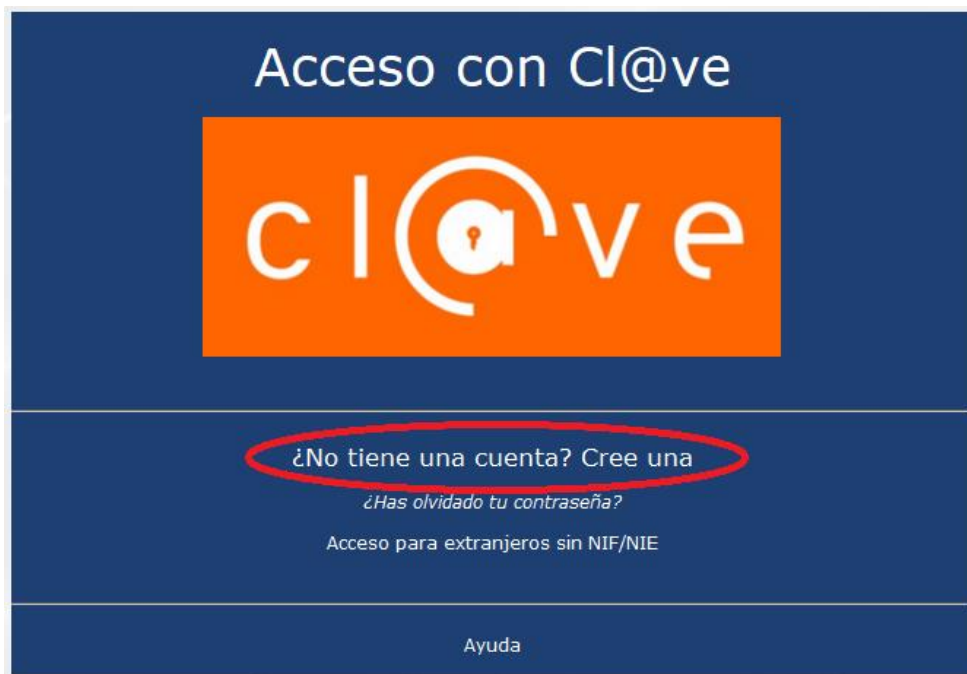 Acceso con Cl@ve
cl@ve
¿No tiene una cuenta? Cree una
¿Has olvidado tu contraseña?
Acceso para extranjeros sin NIF/NIE
Ayuda